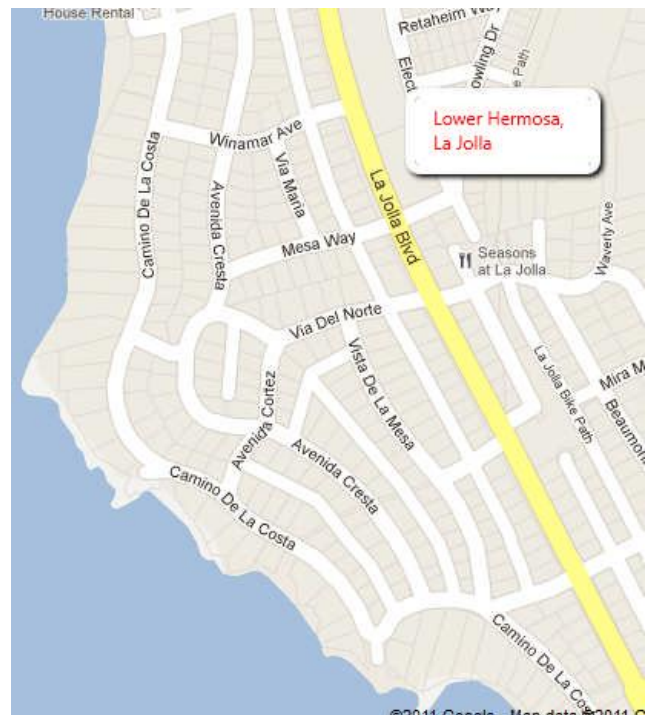 House Rental
Retaheim Way
Elect
owling Dr
e Path
Lower Hermosa,
La Jolla
Winamar Ave
Camino De La Costa
Avenida Cresta
Via Maria
La Jolla Blvd
Mesa Way
Seasons
at La Jolla
Waverly Ave
Via Del Norte
Vista De La Mesa
La Jolla Bike Path
Mira M
Beaumon
Avenida Cortez
Avenida Cresta
Camino De La Costa
Camino De La Cos
©2011 Google - Map data ©2011 G